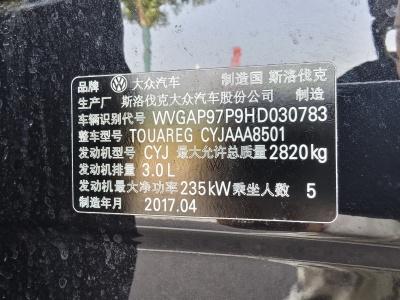 品牌 大众汽车 制造国 斯洛伐克
生产厂 斯洛伐克大众汽车股份公司 制造
车辆识别代号 WVGAP97P9HD030783
整车型号 TOUAREG CYJAAA8501
发动机型号 CYJ 最大允许总质量 2820kg
发动机排量 3.0L
发动机最大净功率 235kW 乘坐人数 5
制造年月 2017.04